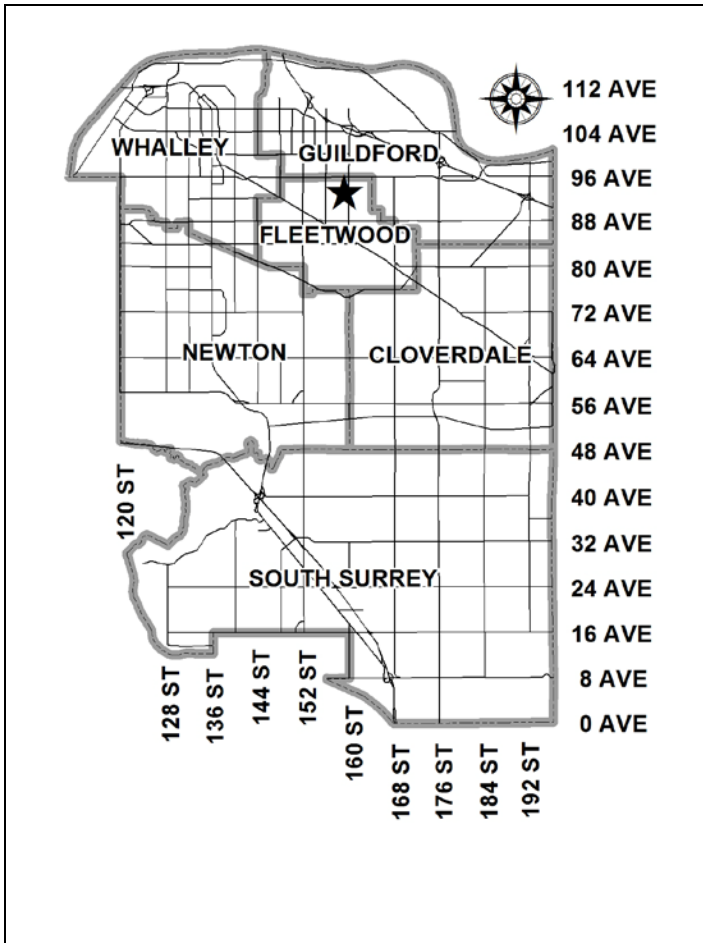 112 AVE
104 AVE
WHALLEY
GUILDFORD
96 AVE
88 AVE
FLEETWOOD
80 AVE
72 AVE
NEWTON
CLOVERDALE
64 AVE
56 AVE
48 AVE
120 ST
40 AVE
32 AVE
SOUTH SURREY
24 AVE
16 AVE
128 ST
136 ST
144 ST
152 ST
8 AVE
160 ST
0 AVE
168 ST
176 ST
184 ST
192 ST